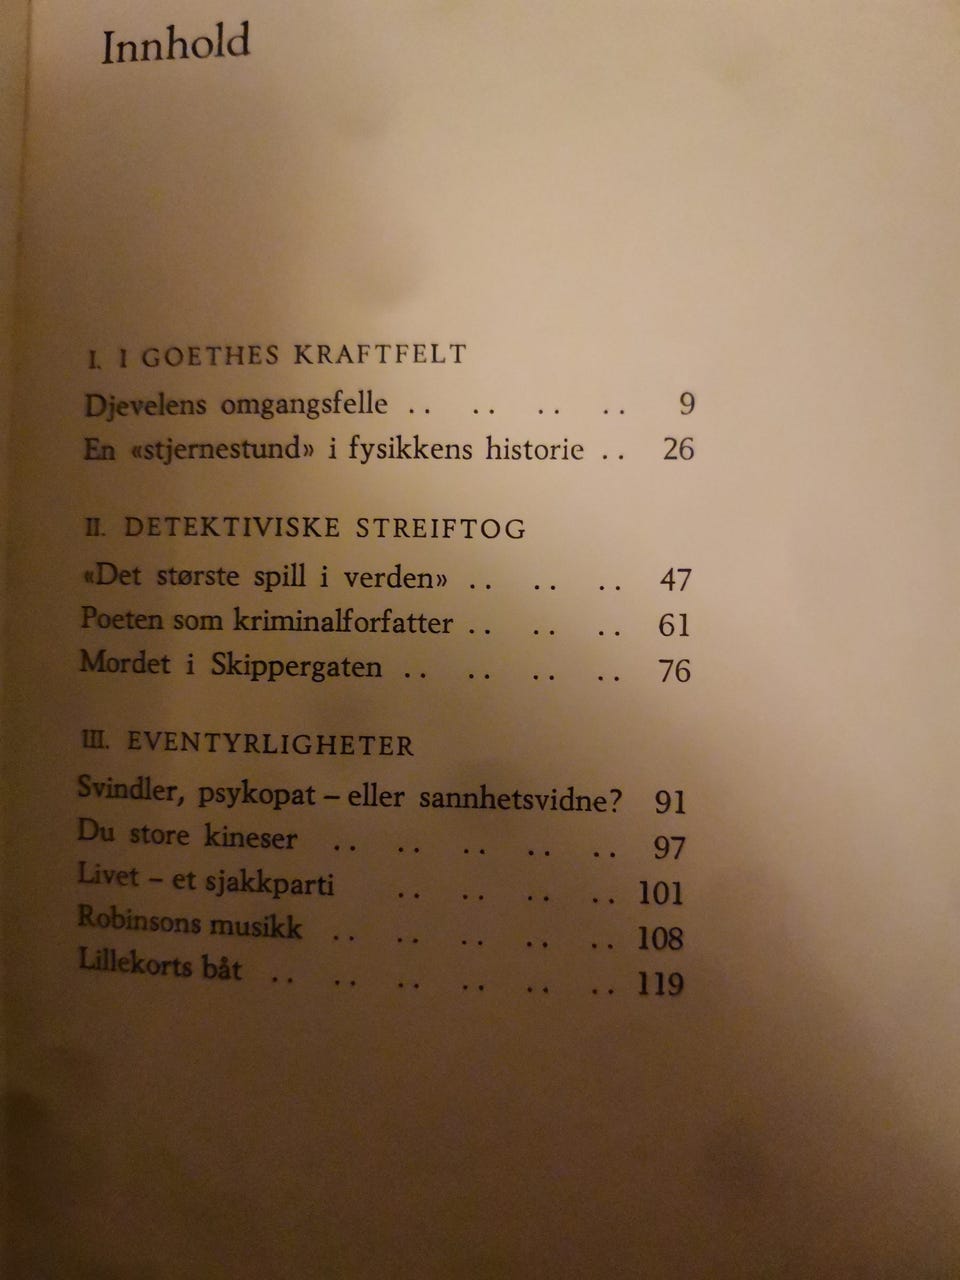 Innhold
I. I GOETHES KRAFTFELT
Djevelens omgangsfelle .. .. .. .. 9
En «stjernestund» i fysikkens historie .. 26
II. DETEKTIVISKE STREIFTOG
«Det største spill i verden» .. .. .. 47
Poeten som kriminalforfatter .. .. .. 61
Mordet i Skippergaten .. .. .. .. 76
III. EVENTYRLIGHETER
Svindler, psykopat – eller sannhetsvidne? 91
Du store kineser .. .. .. .. .. 97
Livet – et sjakkparti .. .. .. .. 101
Robinsons musikk .. .. .. .. .. 108
Lillekorts båt .. .. .. .. .. .. 119